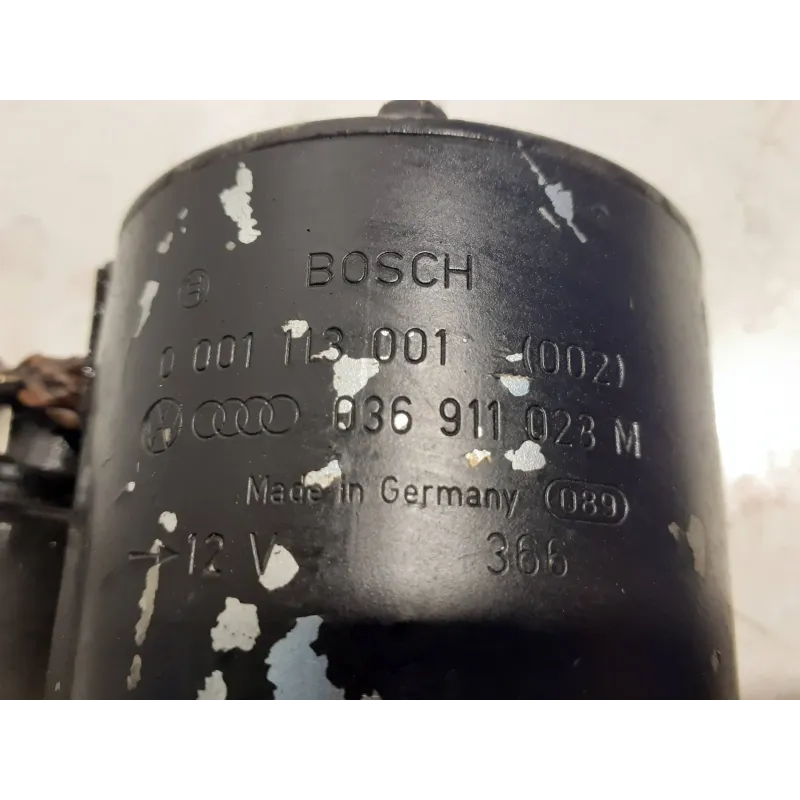 BOSCH
0 001 113 001 (002)
036 911 023 M
Made in Germany 089
12 V 366